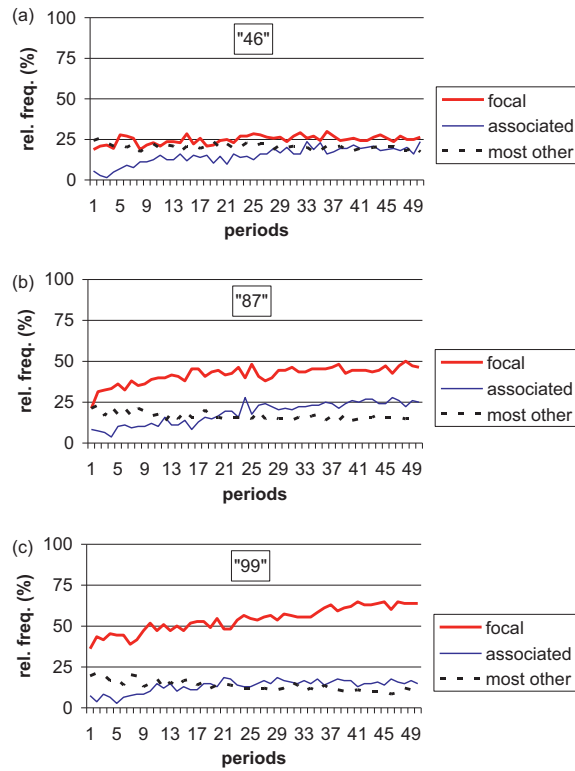 (a)
100
75
50
25
0
rel. freq. (%)
"46"
1 5 9 13 17 21 25 29 33 37 41 45 49
periods
focal
associated
most other
(b)
100
75
50
25
0
rel. freq. (%)
"87"
1 5 9 13 17 21 25 29 33 37 41 45 49
periods
focal
associated
most other
(c)
100
75
50
25
0
rel. freq. (%)
"99"
1 5 9 13 17 21 25 29 33 37 41 45 49
periods
focal
associated
most other